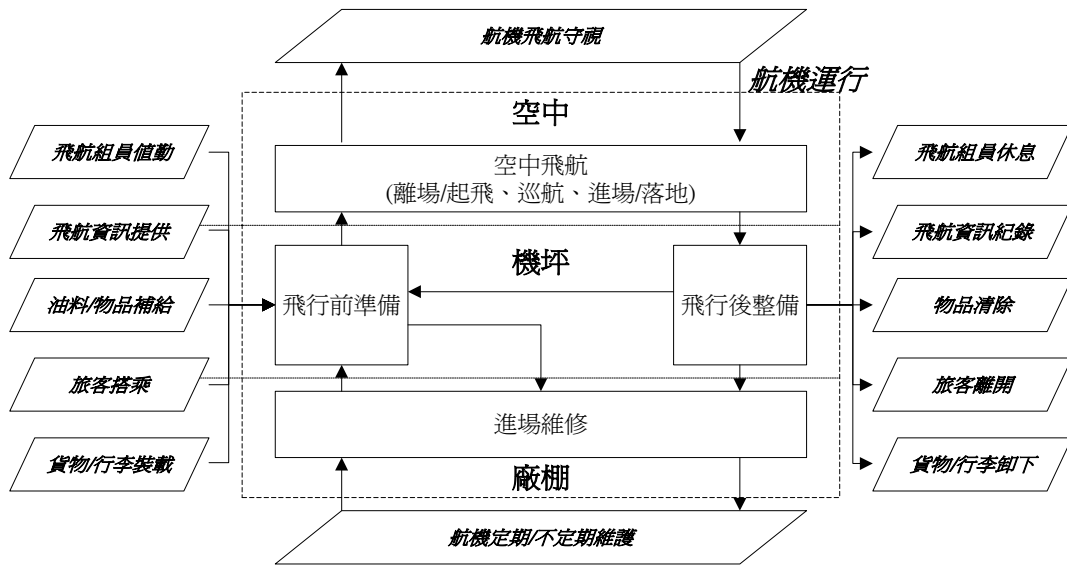 航機飛航守視
航機運行
空中
飛航組員值勤
空中飛航
(離場/起飛、巡航、進場/落地)
飛航組員休息
飛航資訊提供
飛航資訊紀錄
機坪
油料/物品補給
飛行前準備
飛行後整備
物品清除
旅客搭乘
旅客離開
進場維修
貨物/行李裝載
貨物/行李卸下
廠棚
航機定期/不定期維護